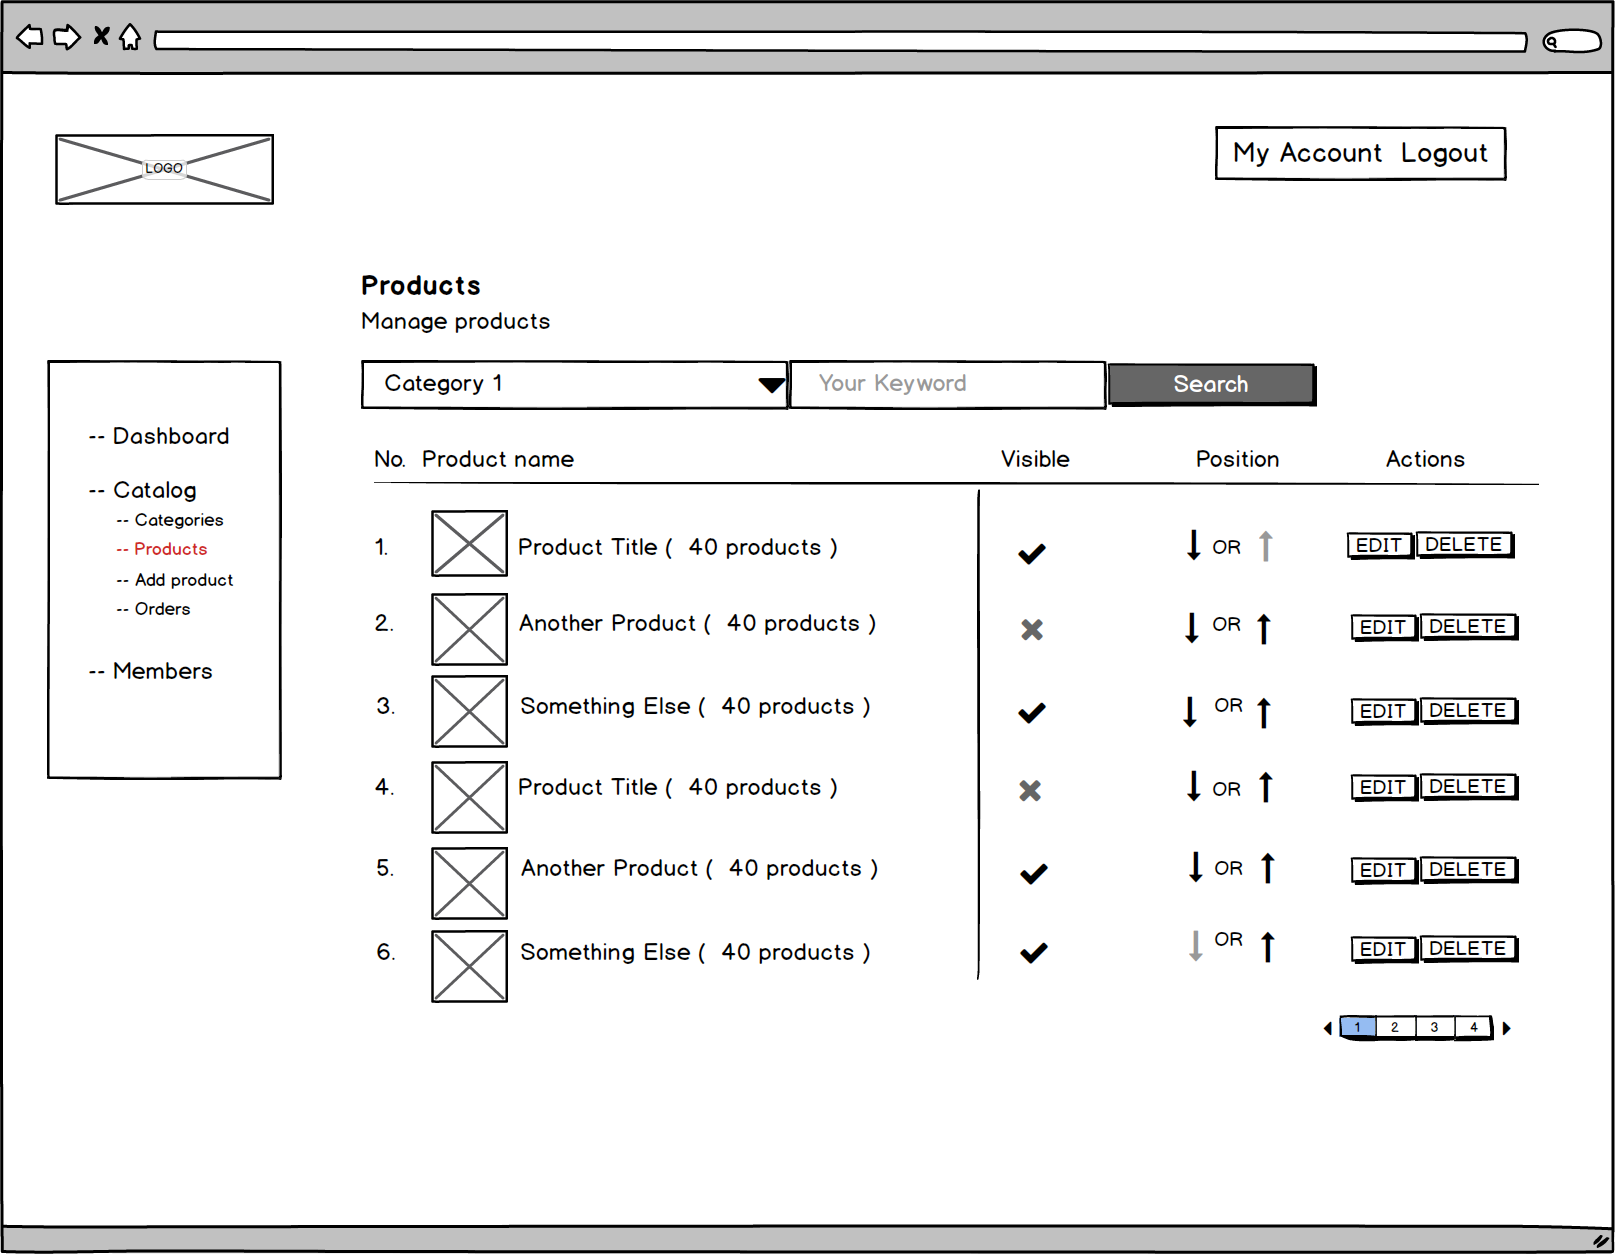 LOGO
My Account Logout
Products
Manage products
Category 1
Your Keyword
Search
-- Dashboard
-- Catalog
-- Categories
-- Products
-- Add product
-- Orders
-- Members
No. Product name Visible Position Actions
1. Product Title ( 40 products ) OR EDIT DELETE
2. Another Product ( 40 products ) OR EDIT DELETE
3. Something Else ( 40 products ) OR EDIT DELETE
4. Product Title ( 40 products ) OR EDIT DELETE
5. Another Product ( 40 products ) OR EDIT DELETE
6. Something Else ( 40 products ) OR EDIT DELETE
1 2 3 4